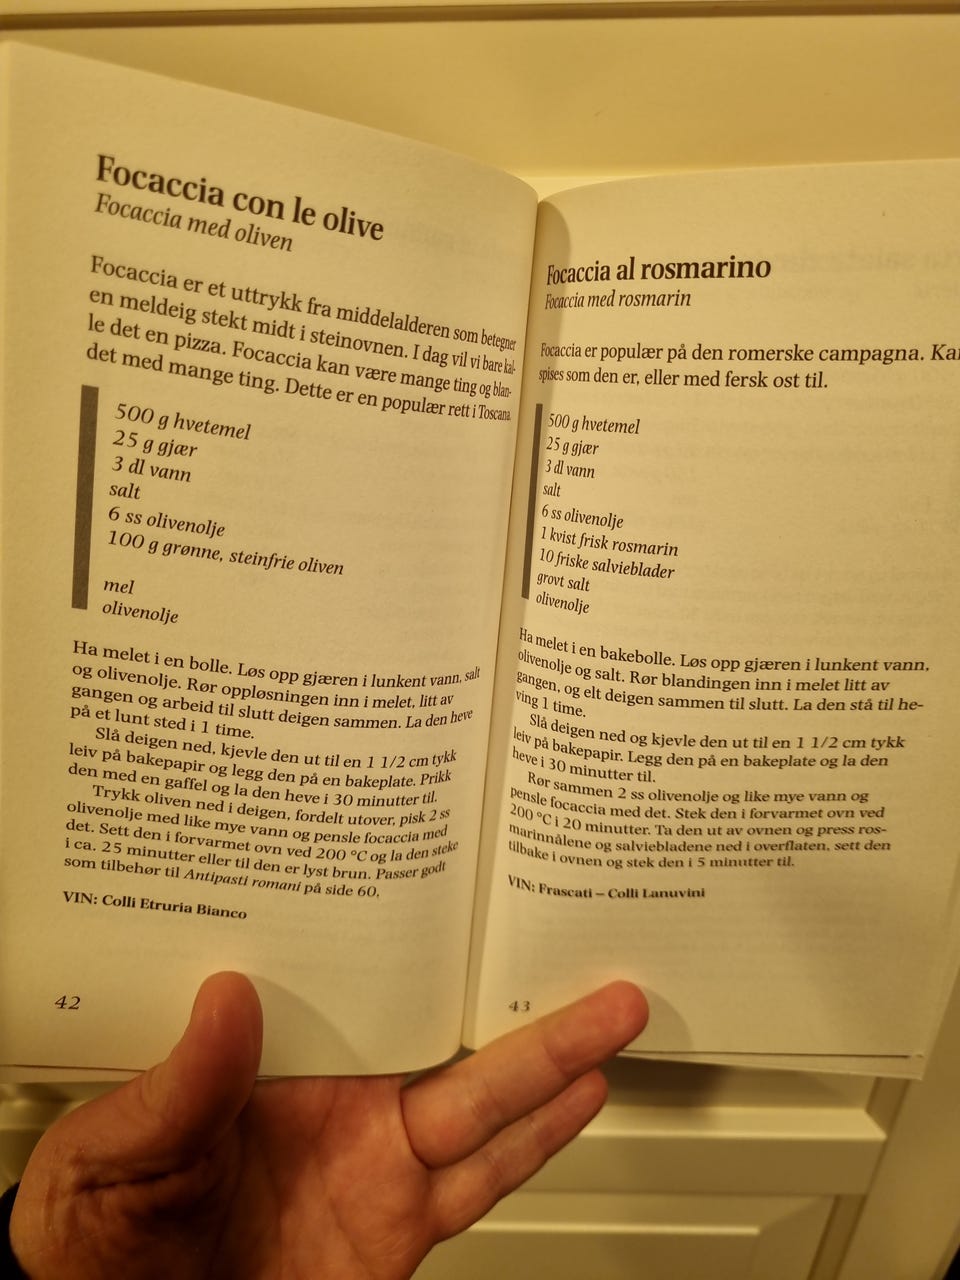 Focaccia con le olive
Focaccia med oliven
Focaccia er et uttrykk fra middelalderen som betegner
en meldeig stekt midt i steinovnen. I dag vil vi bare kal-
le det en pizza. Focaccia kan være mange ting og blan-
det med mange ting. Dette er en populær rett i Toscana.
500 g hvetemel
25 g gjær
3 dl vann
salt
6 ss olivenolje
100 g grønne, steinfrie oliven
mel
olivenolje
Ha melet i en bolle. Løs opp gjæren i lunkent vann, salt
og olivenolje. Rør oppløsningen inn i melet, litt av
gangen og arbeid til slutt deigen sammen. La den heve
på et lunt sted i 1 time.
Slå deigen ned, kjevle den ut til en 1 1/2 cm tykk
leiv på bakepapir og legg den på en bakeplate. Prikk
den med en gaffel og la den heve i 30 minutter til.
Trykk oliven ned i deigen, fordelt utover, pisk 2 ss
olivenolje med like mye vann og pensle focaccia med
det. Sett den i forvarmet ovn ved 200 °C og la den steke
i ca. 25 minutter eller til den er lyst brun. Passer godt
som tilbehør til Antipasti romani på side 60.
VIN: Colli Etruria Bianco
42
Focaccia al rosmarino
Focaccia med rosmarin
Focaccia er populær på den romerske campagna. Kan
spises som den er, eller med fersk ost til.
500 g hvetemel
25 g gjær
3 dl vann
salt
6 ss olivenolje
1 kvist frisk rosmarin
10 friske salvieblader
grovt salt
olivenolje
Ha melet i en bakebolle. Løs opp gjæren i lunkent vann,
olivenolje og salt. Rør blandingen inn i melet litt av
gangen, og elt deigen sammen til slutt. La den stå til he-
ving 1 time.
Slå deigen ned og kjevle den ut til en 1 1/2 cm tykk
leiv på bakepapir. Legg den på en bakeplate og la den
heve i 30 minutter til.
Rør sammen 2 ss olivenolje og like mye vann og
pensle focaccia med det. Stek den i forvarmet ovn ved
200 °C i 20 minutter. Ta den ut av ovnen og press ros-
marinnålene og salviebladene ned i overflaten, sett den
tilbake i ovnen og stek den i 5 minutter til.
VIN: Frascati – Colli Lanuvini
43